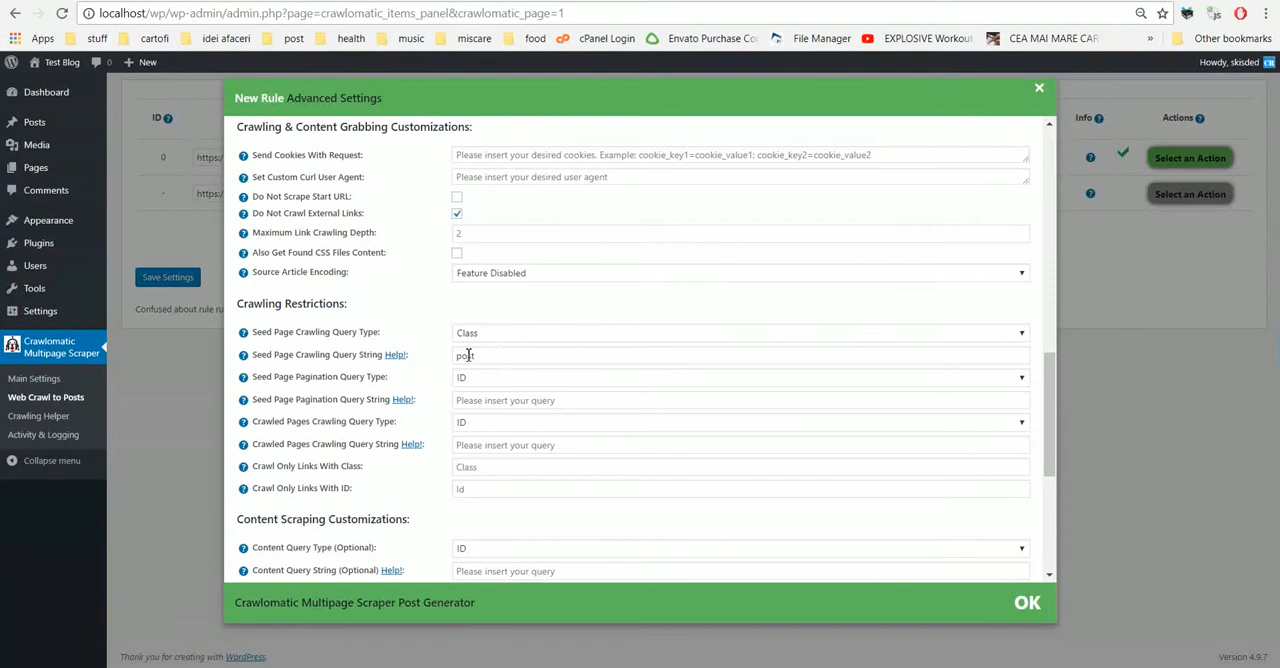 localhost/wp/wp-admin/admin.php?page=crawlomatic_items_panel&crawlomatic_page=1
Apps stuff cartofi idei afaceri post health music miscare food cPanel Login Envato Purchase Co File Manager EXPLOSIVE Workout CEA MAI MARE CAR » Other bookmarks
Test Blog 0 + New Howdy, skisded
Dashboard
Posts
Media
Pages
Comments
Appearance
Plugins
Users
Tools
Settings
Crawlomatic
Multipage Scraper
Main Settings
Web Crawl to Posts
Crawling Helper
Activity & Logging
Collapse menu
ID Info Actions
0 https: Select an Action
- https: Select an Action
Save Settings
Confused about rule ru
New Rule Advanced Settings
Crawling & Content Grabbing Customizations:
Send Cookies With Request: Please insert your desired cookies. Example: cookie_key1=cookie_value1; cookie_key2=cookie_value2
Set Custom Curl User Agent: Please insert your desired user agent
Do Not Scrape Start URL:
Do Not Crawl External Links:
Maximum Link Crawling Depth: 2
Also Get Found CSS Files Content:
Source Article Encoding: Feature Disabled
Crawling Restrictions:
Seed Page Crawling Query Type: Class
Seed Page Crawling Query String Help!: post
Seed Page Pagination Query Type: ID
Seed Page Pagination Query String Help!: Please insert your query
Crawled Pages Crawling Query Type: ID
Crawled Pages Crawling Query String Help!: Please insert your query
Crawl Only Links With Class: Class
Crawl Only Links With ID: Id
Content Scraping Customizations:
Content Query Type (Optional): ID
Content Query String (Optional) Help!: Please insert your query
Crawlomatic Multipage Scraper Post Generator OK
Thank you for creating with WordPress. Version 4.9.7